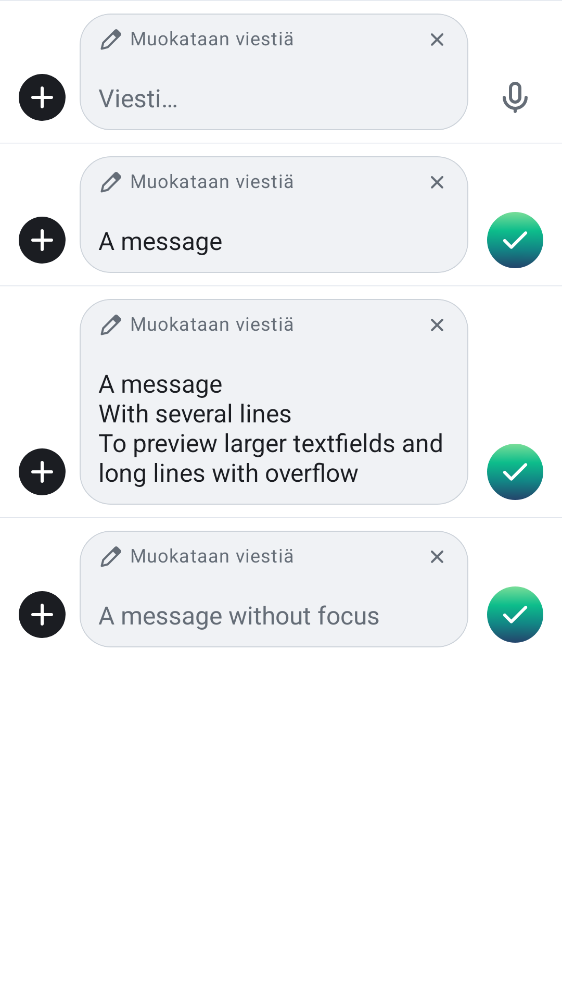 Muokataan viestiä
Viesti…
Muokataan viestiä
A message
Muokataan viestiä
A message
With several lines
To preview larger textfields and
long lines with overflow
Muokataan viestiä
A message without focus